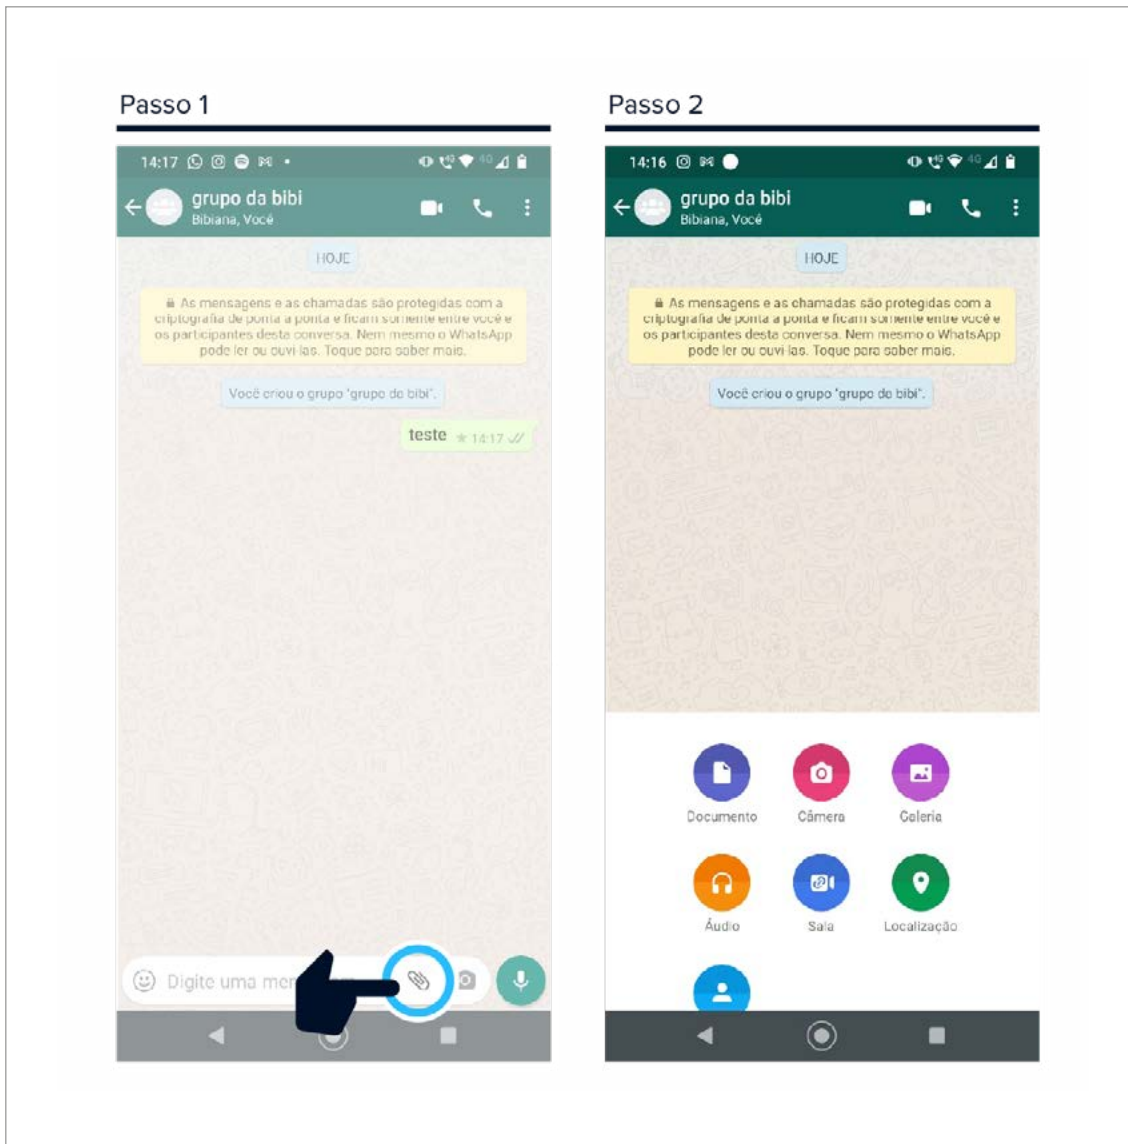 Passo 1
14:17
4G
4G
grupo da bibi
Bibiana, Você
HOJE
As mensagens e as chamadas são protegidas com a
criptografia de ponta a ponta e ficam somente entre você e
os participantes desta conversa. Nem mesmo o WhatsApp
pode ler ou ouvi-las. Toque para saber mais.
Você criou o grupo "grupo da bibi".
teste 14:17
Digite uma men
Passo 2
14:16
4G
4G
grupo da bibi
Bibiana, Você
HOJE
As mensagens e as chamadas são protegidas com a
criptografia de ponta a ponta e ficam somente entre você e
os participantes desta conversa. Nem mesmo o WhatsApp
pode ler ou ouvi-las. Toque para saber mais.
Você criou o grupo "grupo da bibi".
Documento
Câmera
Galeria
Áudio
Sala
Localização